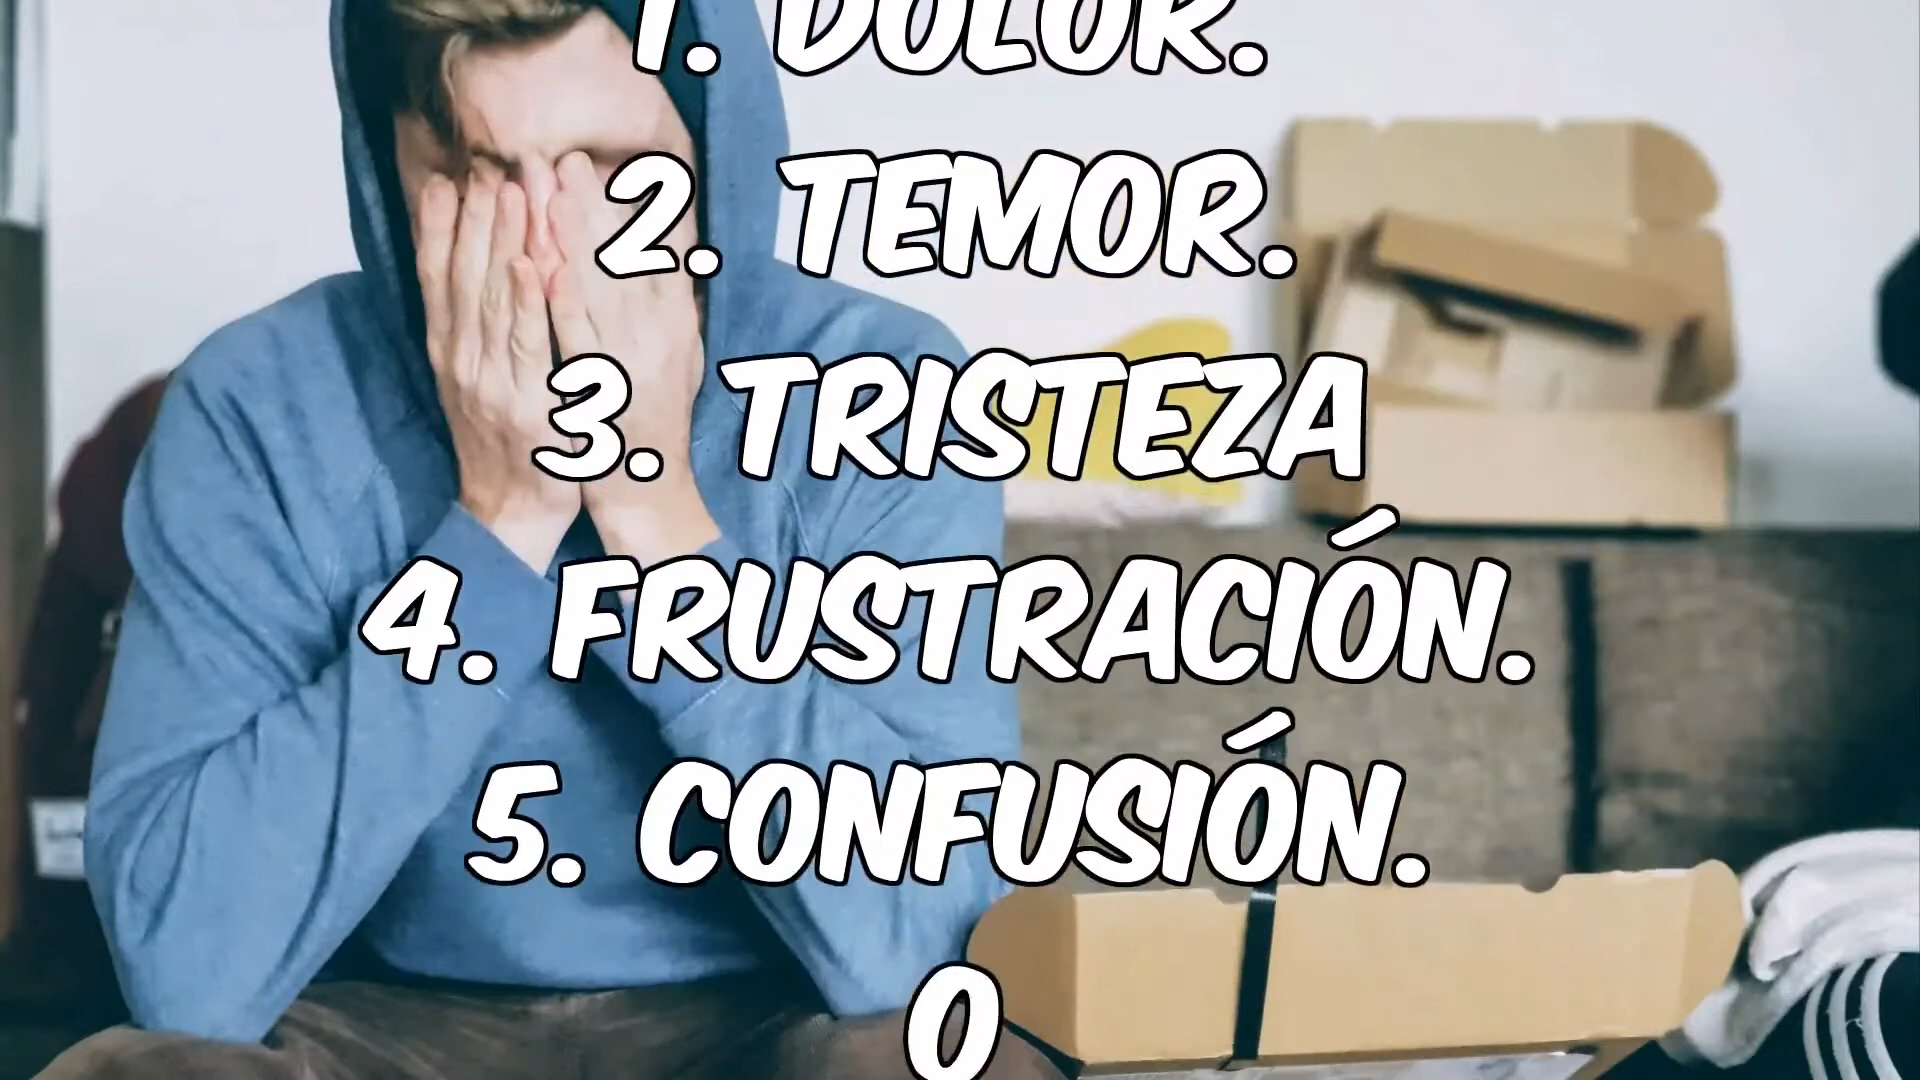 1. DOLOR.
2. TEMOR.
3. TRISTEZA
4. FRUSTRACIÓN.
5. CONFUSIÓN.
O